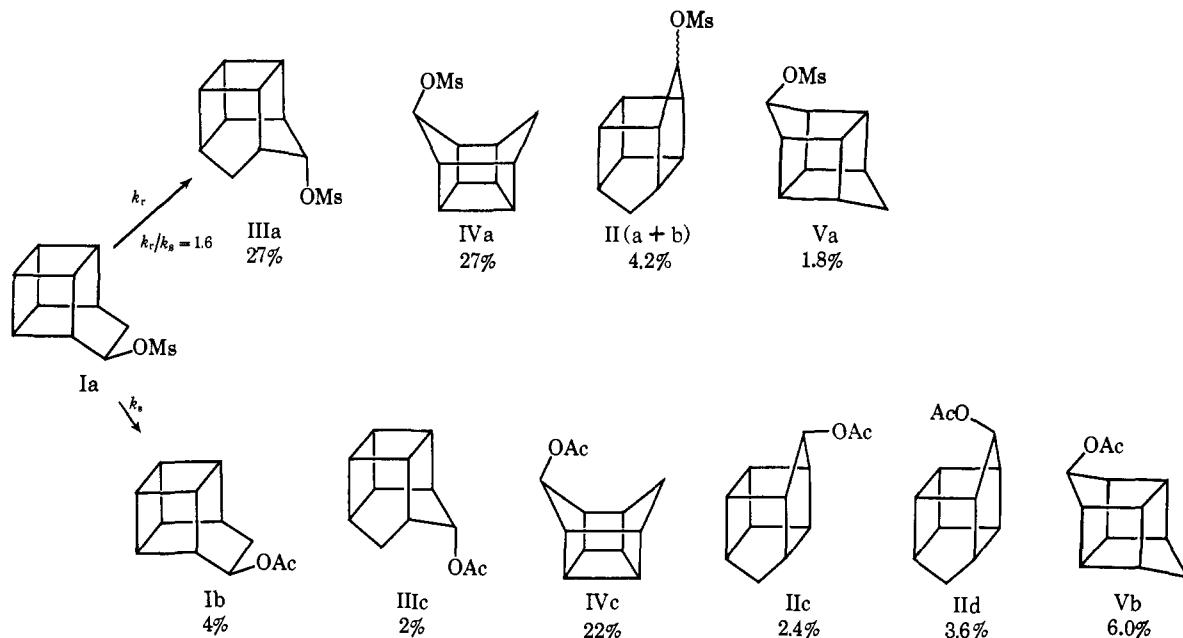 OMs
OMs
OMs
OMs
k_r
k_r/k_s = 1.6
IIIa
27%
IVa
27%
II (a + b)
4.2%
Va
1.8%
OMs
Ia
k_s
OAc
Ib
4%
OAc
IIIc
2%
OAc
IVc
22%
OAc
IIc
2.4%
AcO
IId
3.6%
OAc
Vb
6.0%